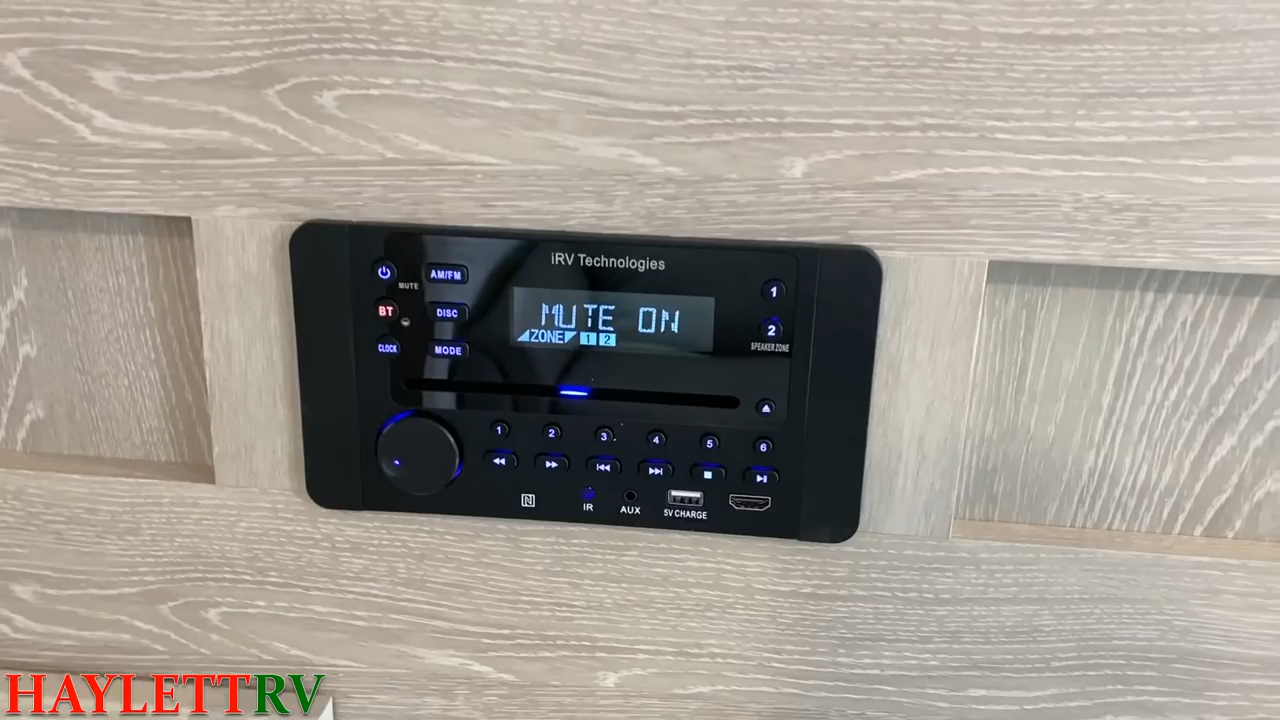 iRV Technologies
AM/FM
MUTE
BT
DISC
CLOCK
MODE
MUTE ON
ZONE 1 2
1
2
SPEAKER ZONE
1 2 3 4 5 6
IR
AUX
5V CHARGE
HAYLETTRV